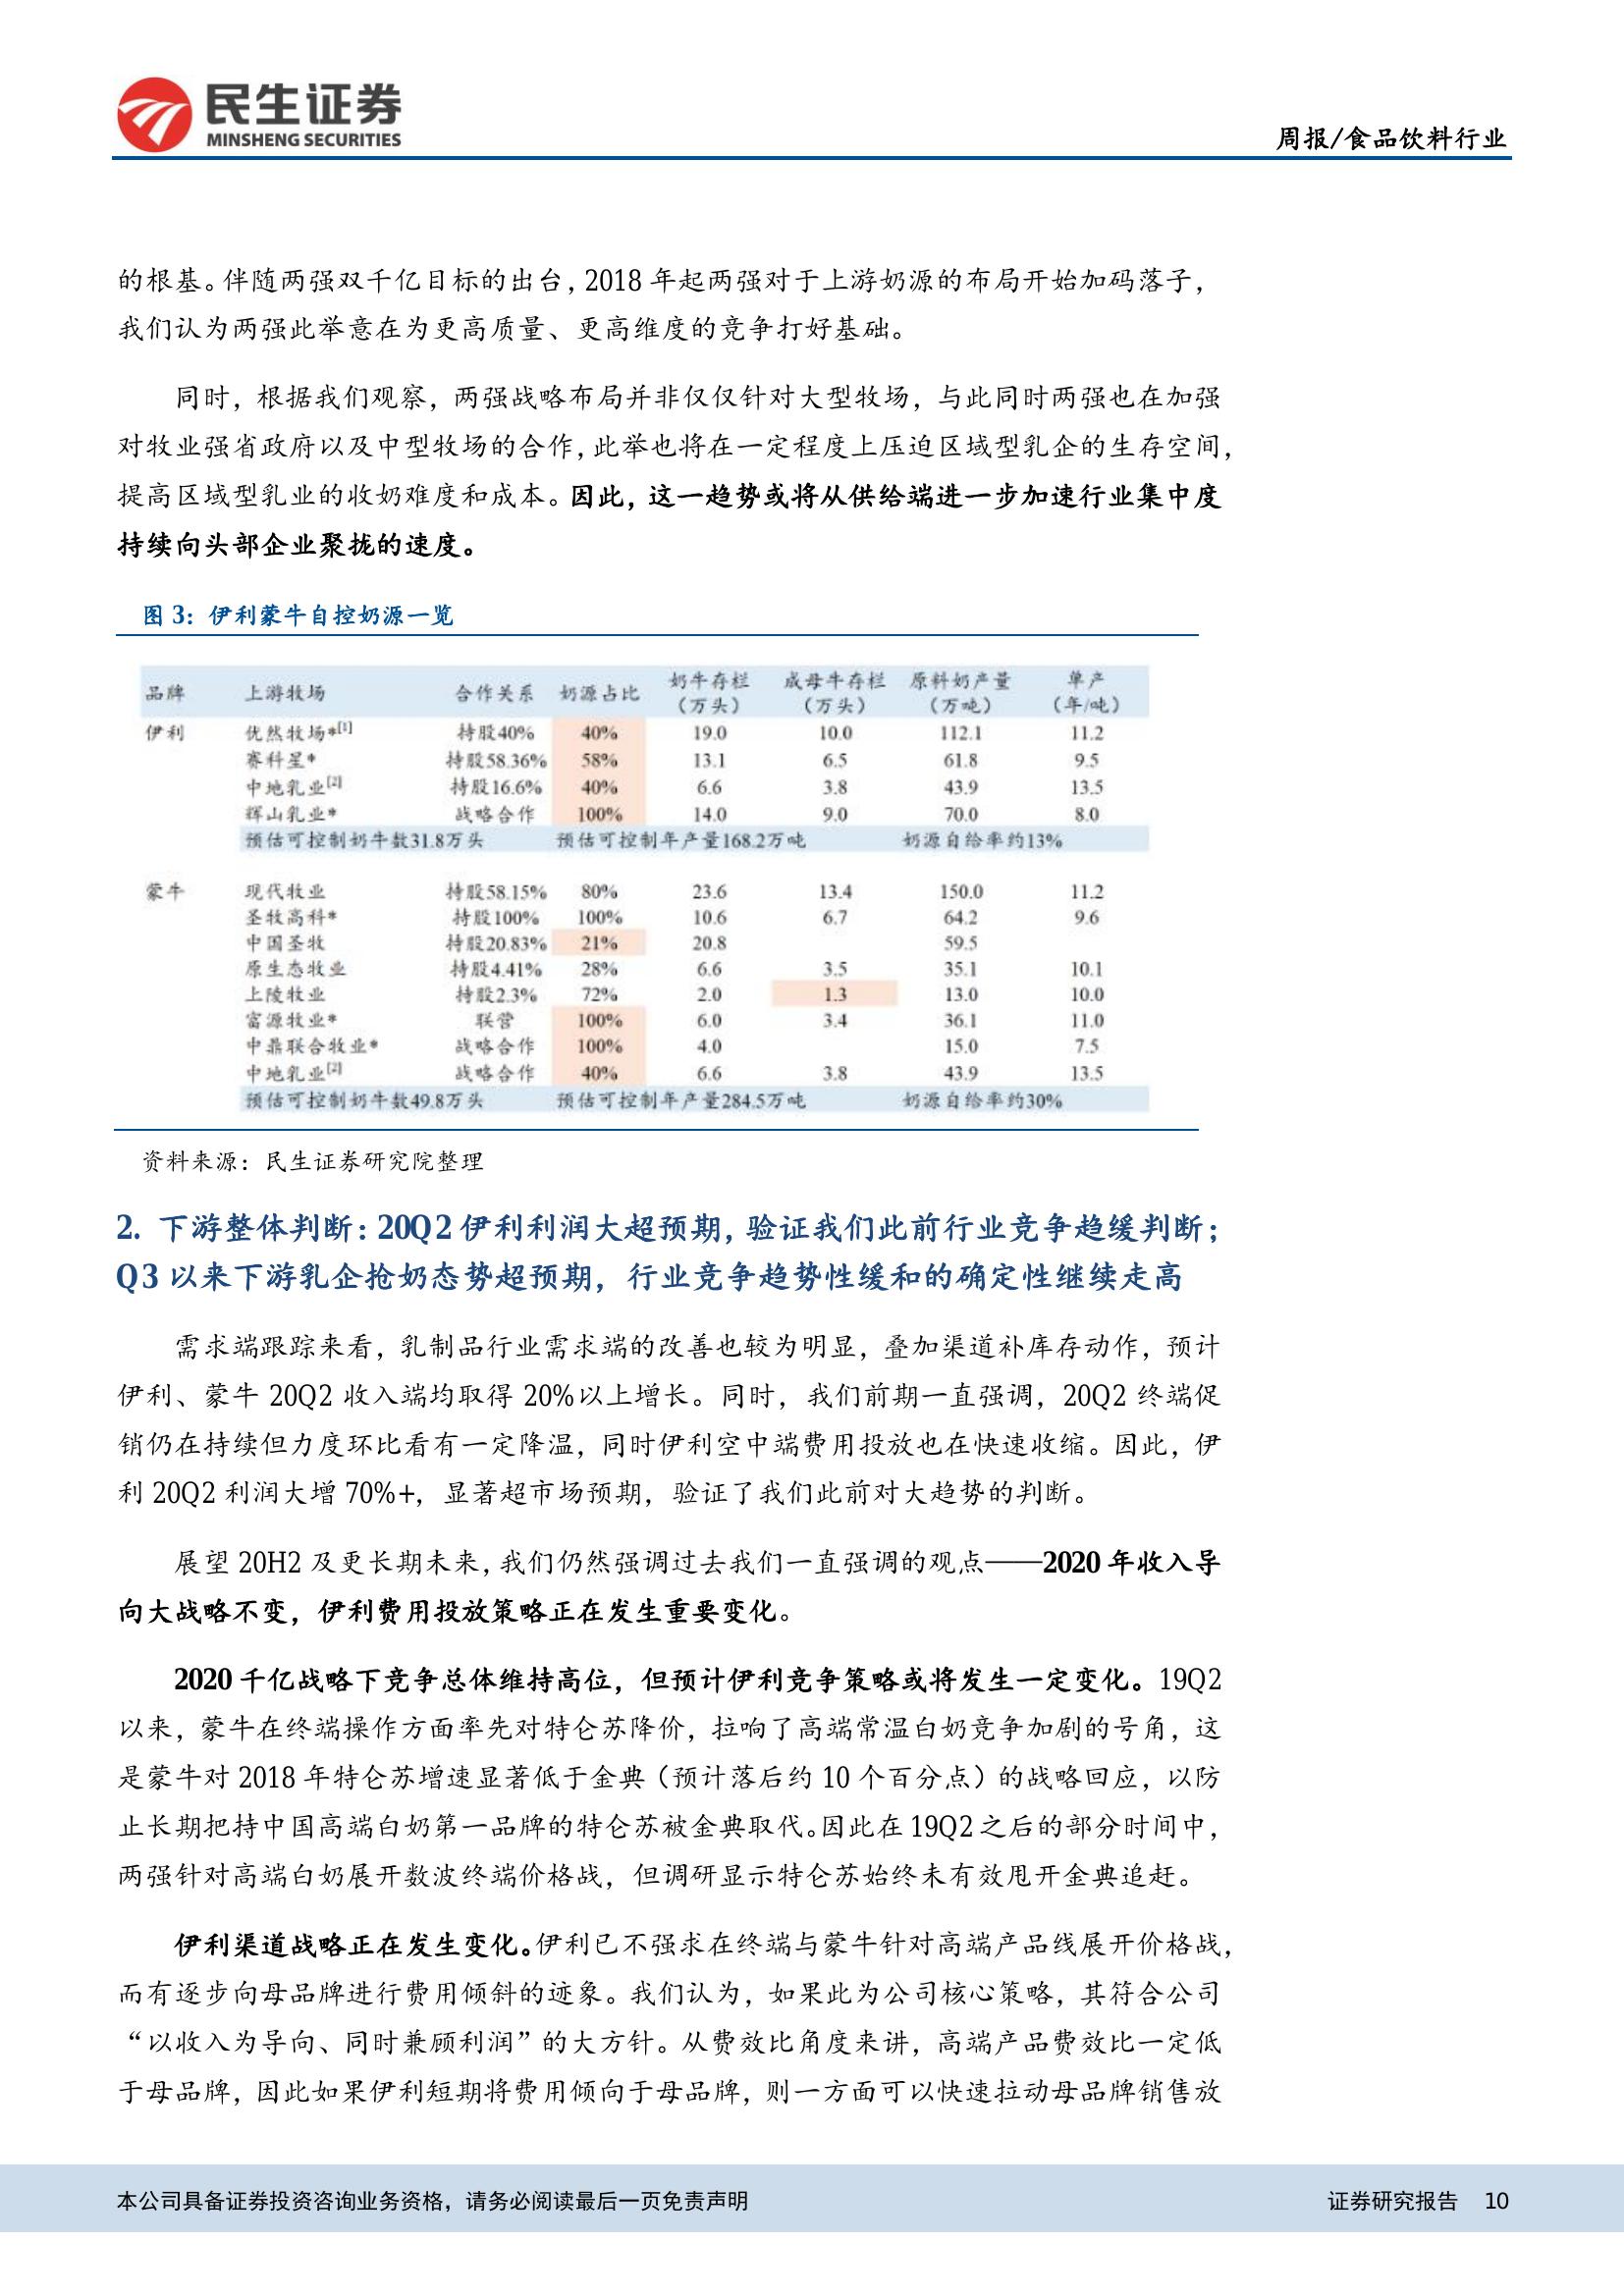 民生证券
MINSHENG SECURITIES
周报/食品饮料行业
的根基。伴随两强双千亿目标的出台，2018 年起两强对于上游奶源的布局开始加码落子，
我们认为两强此举意在为更高质量、更高维度的竞争打好基础。
同时，根据我们观察，两强战略布局并非仅仅针对大型牧场，与此同时两强也在加强
对牧业强省政府以及中型牧场的合作，此举也将在一定程度上压迫区域型乳企的生存空间，
提高区域型乳业的收奶难度和成本。因此，这一趋势或将从供给端进一步加速行业集中度
持续向头部企业聚拢的速度。
图 3：伊利蒙牛自控奶源一览
品牌 上游牧场 合作关系 奶源占比 奶牛存栏（万头） 成母牛存栏（万头） 原料奶产量（万吨） 单产（年/吨）
伊利 优然牧场*[1] 持股40% 40% 19.0 10.0 112.1 11.2
赛科星* 持股58.36% 58% 13.1 6.5 61.8 9.5
中地乳业[2] 持股16.6% 40% 6.6 3.8 43.9 13.5
辉山乳业* 战略合作 100% 14.0 9.0 70.0 8.0
预估可控制奶牛数31.8万头 预估可控制年产量168.2万吨 奶源自给率约13%
蒙牛 现代牧业 持股58.15% 80% 23.6 13.4 150.0 11.2
圣牧高科* 持股100% 100% 10.6 6.7 64.2 9.6
中国圣牧 持股20.83% 21% 20.8 59.5
原生态牧业 持股4.41% 28% 6.6 3.5 35.1 10.1
上陵牧业 持股2.3% 72% 2.0 1.3 13.0 10.0
富源牧业* 联营 100% 6.0 3.4 36.1 11.0
中鼎联合牧业* 战略合作 100% 4.0 15.0 7.5
中地乳业[2] 战略合作 40% 6.6 3.8 43.9 13.5
预估可控制奶牛数49.8万头 预估可控制年产量284.5万吨 奶源自给率约30%
资料来源：民生证券研究院整理
2. 下游整体判断：20Q2 伊利利润大超预期，验证我们此前行业竞争趋缓判断；
Q3 以来下游乳企抢奶态势超预期，行业竞争趋势性缓和的确定性继续走高
需求端跟踪来看，乳制品行业需求端的改善也较为明显，叠加渠道补库存动作，预计
伊利、蒙牛 20Q2 收入端均取得 20%以上增长。同时，我们前期一直强调，20Q2 终端促
销仍在持续但力度环比看有一定降温，同时伊利空中端费用投放也在快速收缩。因此，伊
利 20Q2 利润大增 70%+，显著超市场预期，验证了我们此前对大趋势的判断。
展望 20H2 及更长期未来，我们仍然强调过去我们一直强调的观点——2020 年收入导
向大战略不变，伊利费用投放策略正在发生重要变化。
2020 千亿战略下竞争总体维持高位，但预计伊利竞争策略或将发生一定变化。19Q2
以来，蒙牛在终端操作方面率先对特仑苏降价，拉响了高端常温白奶竞争加剧的号角，这
是蒙牛对 2018 年特仑苏增速显著低于金典（预计落后约 10 个百分点）的战略回应，以防
止长期把持中国高端白奶第一品牌的特仑苏被金典取代。因此在 19Q2 之后的部分时间中，
两强针对高端白奶展开数波终端价格战，但调研显示特仑苏始终未有效甩开金典追赶。
伊利渠道战略正在发生变化。伊利已不强求在终端与蒙牛针对高端产品线展开价格战，
而有逐步向母品牌进行费用倾斜的迹象。我们认为，如果此为公司核心策略，其符合公司
“以收入为导向、同时兼顾利润”的大方针。从费效比角度来讲，高端产品费效比一定低
于母品牌，因此如果伊利短期将费用倾向于母品牌，则一方面可以快速拉动母品牌销售放
本公司具备证券投资咨询业务资格，请务必阅读最后一页免责声明
证券研究报告 10